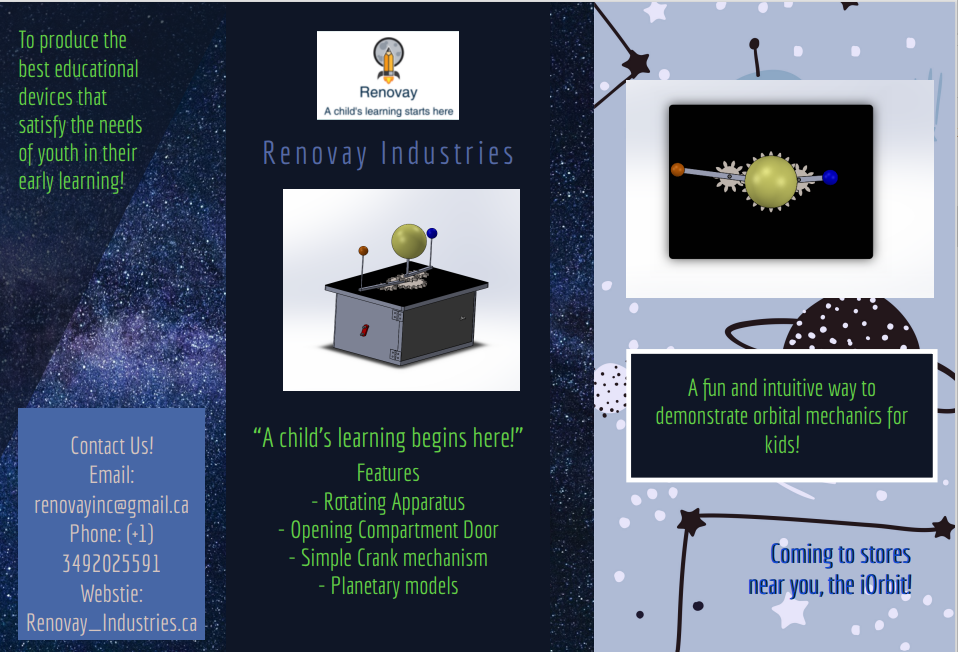 To produce the
best educational
devices that
satisfy the needs
of youth in their
early learning!
Contact Us!
Email:
renovayinc@gmail.ca
Phone: (+1)
3492025591
Webstie:
Renovay_Industries.ca
Renovay
A child's learning starts here
Renovay Industries
“A child's learning begins here!”
Features
- Rotating Apparatus
- Opening Compartment Door
- Simple Crank mechanism
- Planetary models
A fun and intuitive way to
demonstrate orbital mechanics for
kids!
Coming to stores
near you, the iOrbit!